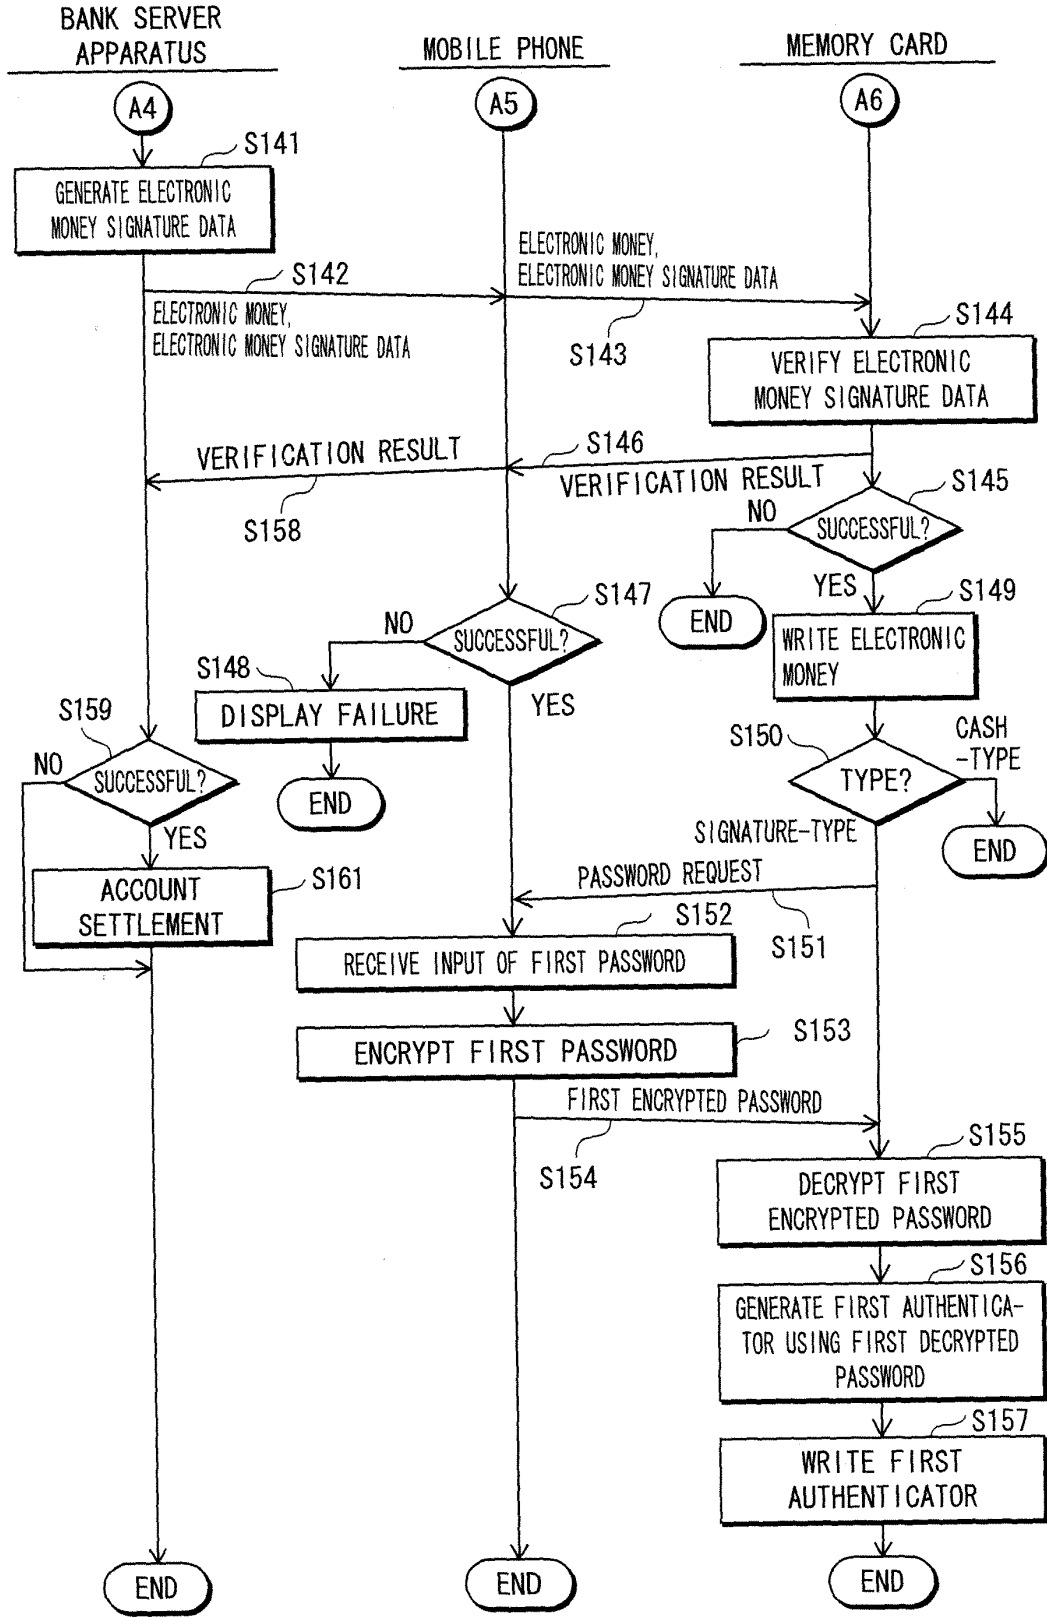 BANK SERVER
APPARATUS
MOBILE PHONE
MEMORY CARD
A4
A5
A6
S141
GENERATE ELECTRONIC
MONEY SIGNATURE DATA
S142
ELECTRONIC MONEY,
ELECTRONIC MONEY SIGNATURE DATA
ELECTRONIC MONEY,
ELECTRONIC MONEY SIGNATURE DATA
S143
S144
VERIFY ELECTRONIC
MONEY SIGNATURE DATA
S146
VERIFICATION RESULT
VERIFICATION RESULT
S158
S145
SUCCESSFUL?
NO
END
YES
S149
WRITE ELECTRONIC
MONEY
S147
SUCCESSFUL?
NO
YES
S148
DISPLAY FAILURE
END
S159
SUCCESSFUL?
NO
YES
S150
TYPE?
CASH
-TYPE
END
SIGNATURE-TYPE
S161
ACCOUNT
SETTLEMENT
PASSWORD REQUEST
S151
S152
RECEIVE INPUT OF FIRST PASSWORD
S153
ENCRYPT FIRST PASSWORD
FIRST ENCRYPTED PASSWORD
S154
S155
DECRYPT FIRST
ENCRYPTED PASSWORD
S156
GENERATE FIRST AUTHENTICA-
TOR USING FIRST DECRYPTED
PASSWORD
S157
WRITE FIRST
AUTHENTICATOR
END
END
END